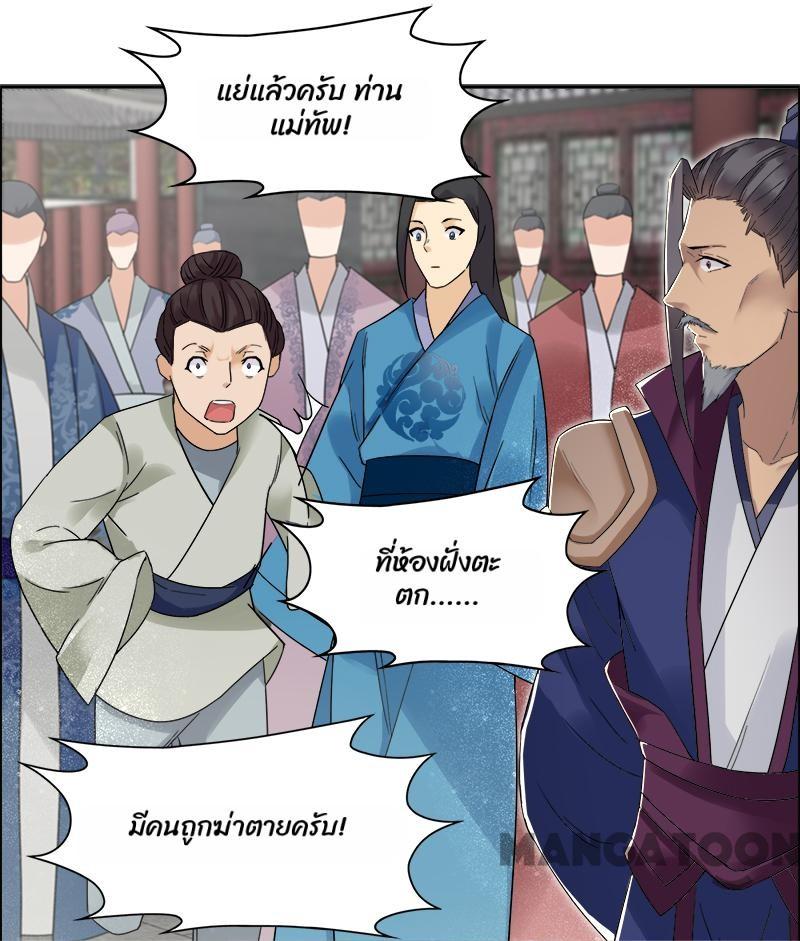 แย่แล้วครับ ท่าน
แม่ทัพ!
ที่ห้องฝั่งตะ
ตก......
มีคนถูกฆ่าตายครับ!
MANGATOON